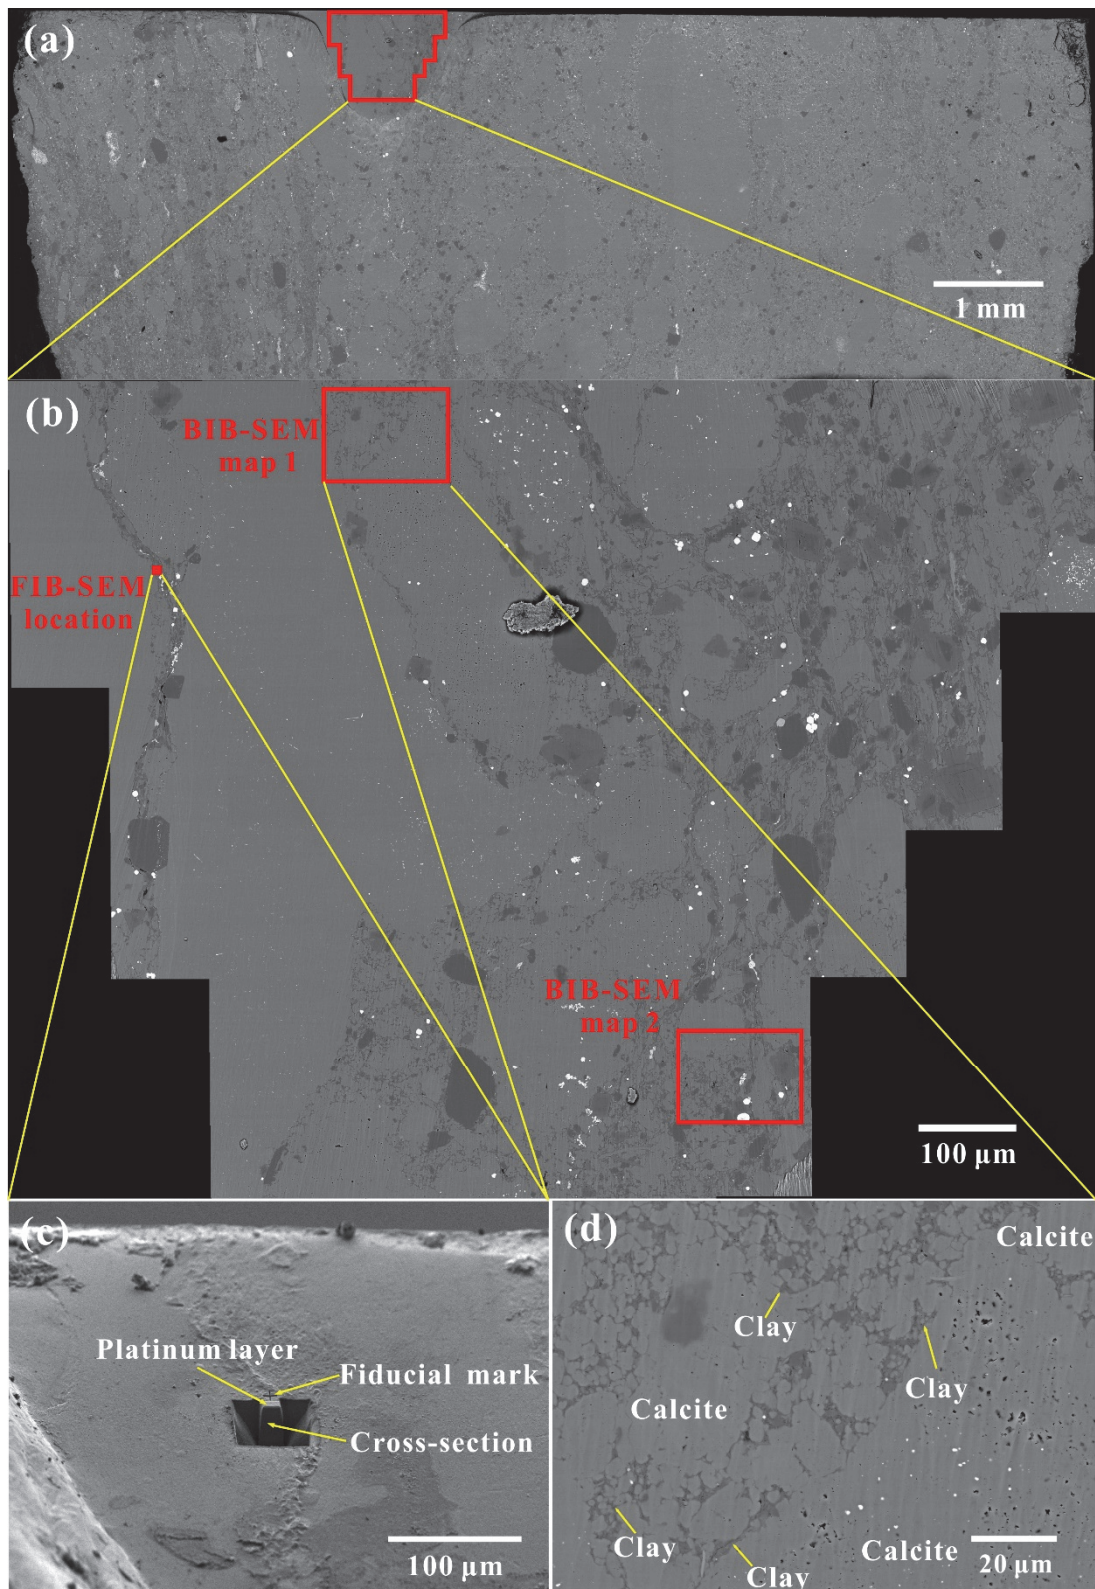 (a)
1 mm
(b)
BIB-SEM
map 1
FIB-SEM
location
BIB-SEM
map 2
100 µm
(c)
Platinum layer
Fiducial mark
Cross-section
100 µm
(d)
Calcite
Clay
Clay
Calcite
Clay
Clay
Calcite
20 µm